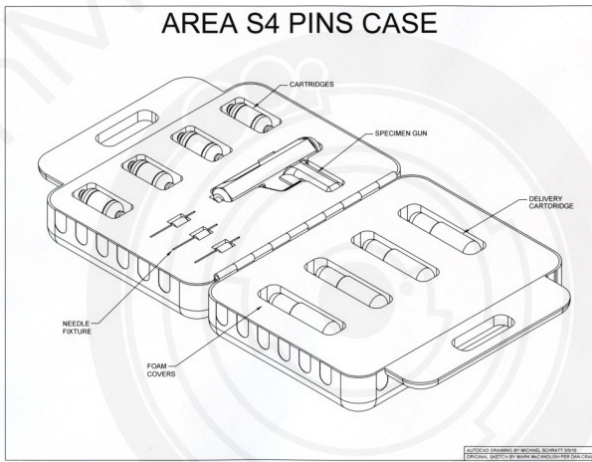 AREA S4 PINS CASE
CARTRIDGES
SPECIMEN GUN
DELIVERY
CARTDRIDGE
NEEDLE
FIXTURE
FOAM
COVERS
AUTOCAD DRAWING BY MICHAEL SCHRATT
ORIGINAL SKETCH BY MARK McCANDLISH PER DAN